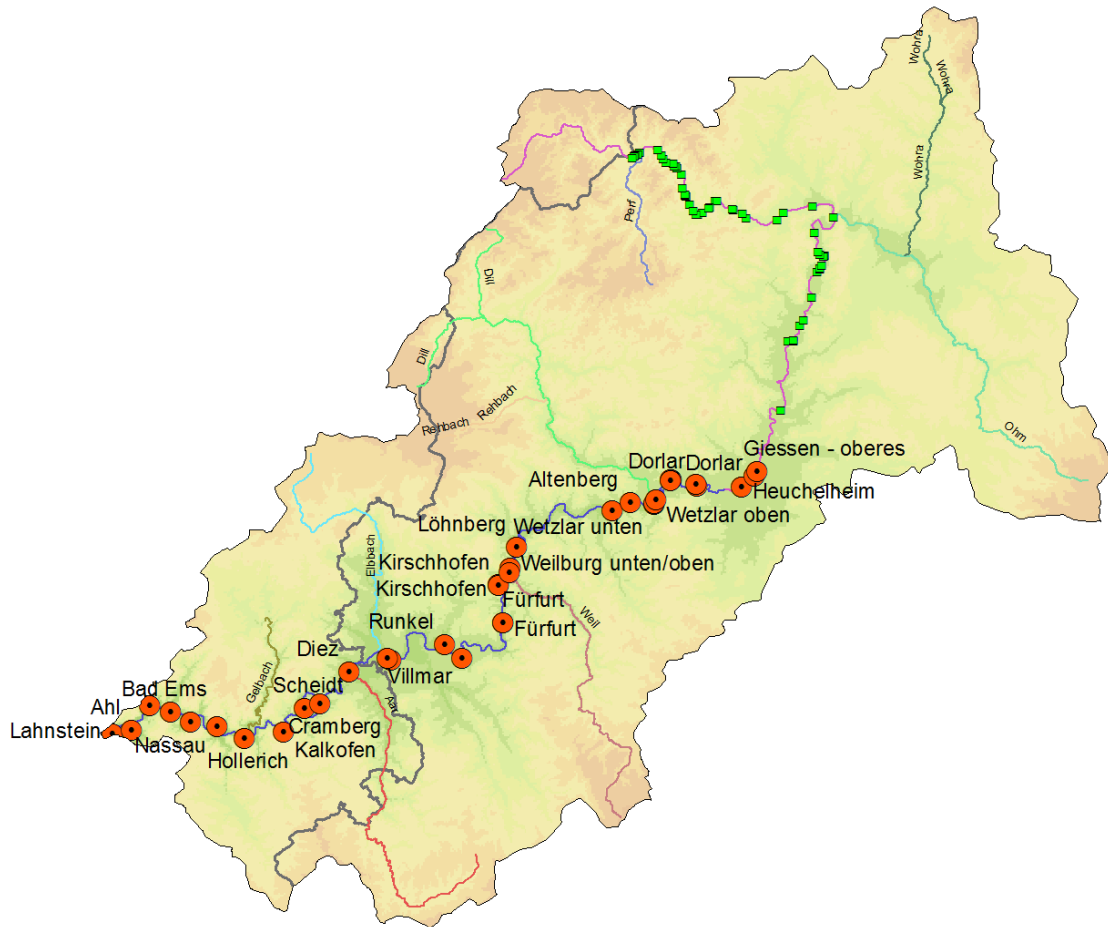 Wohra
Wohra
Wohra
Perf
Dill
Dill
Rehbach
Rehbach
Ohm
Giessen - oberes
Dorlar
Dorlar
Heuchelheim
Altenberg
Wetzlar oben
Löhnberg
Wetzlar unten
Elbbach
Kirschhofen
Weilburg unten/oben
Kirschhofen
Fürfurt
Weil
Runkel
Fürfurt
Diez
Gelbach
Villmar
Scheidt
Aar
Bad Ems
Ahl
Cramberg
Lahnstein
Nassau
Kalkofen
Hollerich